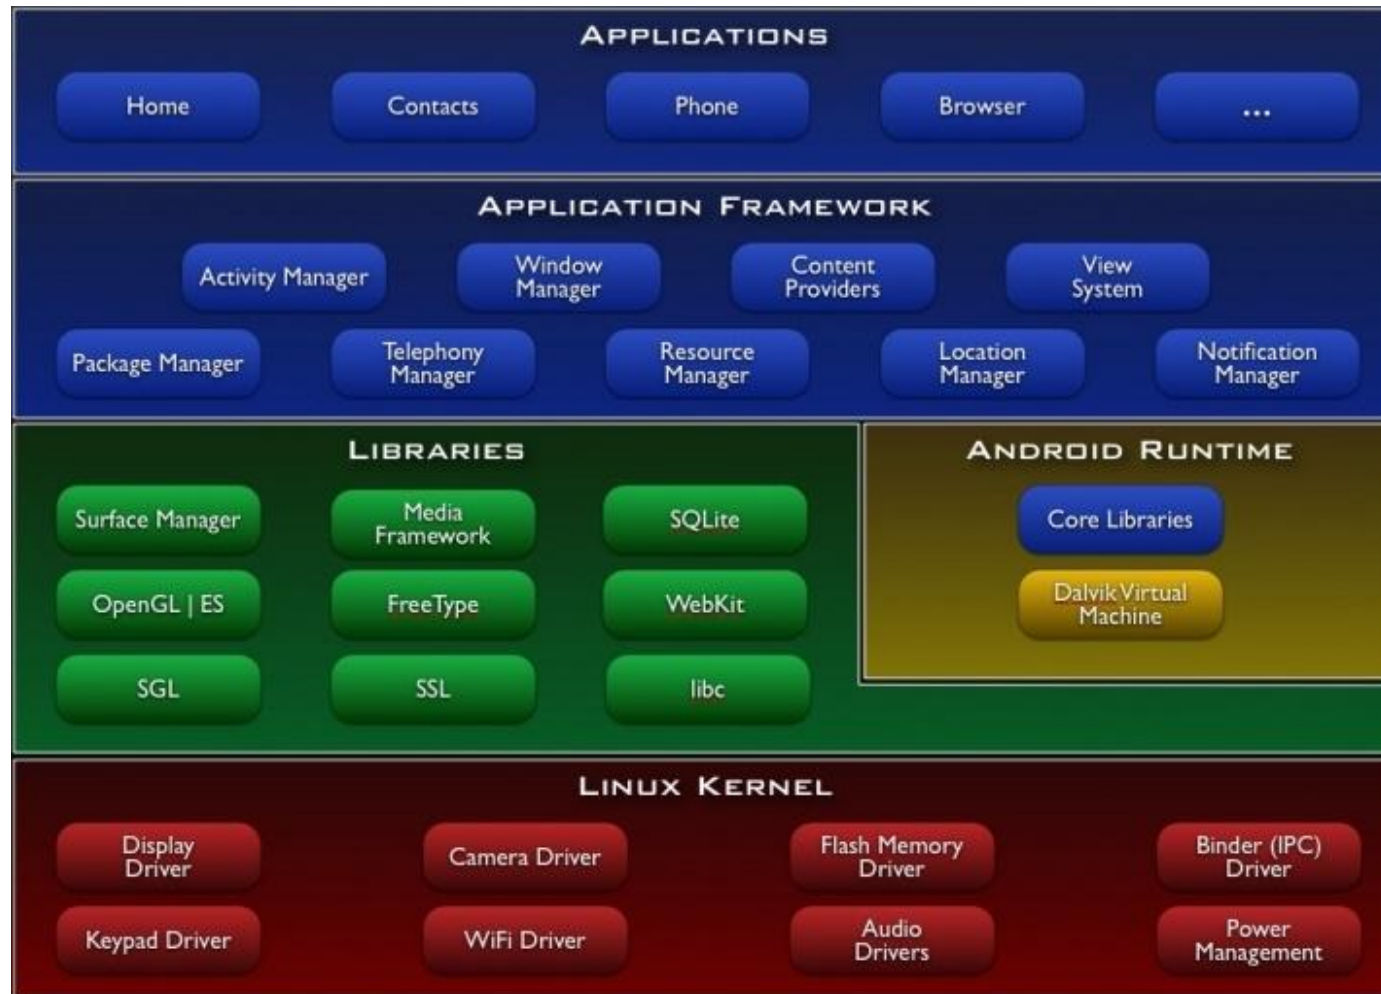 APPLICATIONS
Home
Contacts
Phone
Browser
...
APPLICATION FRAMEWORK
Activity Manager
Window
Manager
Content
Providers
View
System
Package Manager
Telephony
Manager
Resource
Manager
Location
Manager
Notification
Manager
LIBRARIES
Surface Manager
Media
Framework
SQLite
OpenGL | ES
FreeType
WebKit
SGL
SSL
libc
ANDROID RUNTIME
Core Libraries
Dalvik Virtual
Machine
LINUX KERNEL
Display
Driver
Camera Driver
Flash Memory
Driver
Binder (IPC)
Driver
Keypad Driver
WiFi Driver
Audio
Drivers
Power
Management